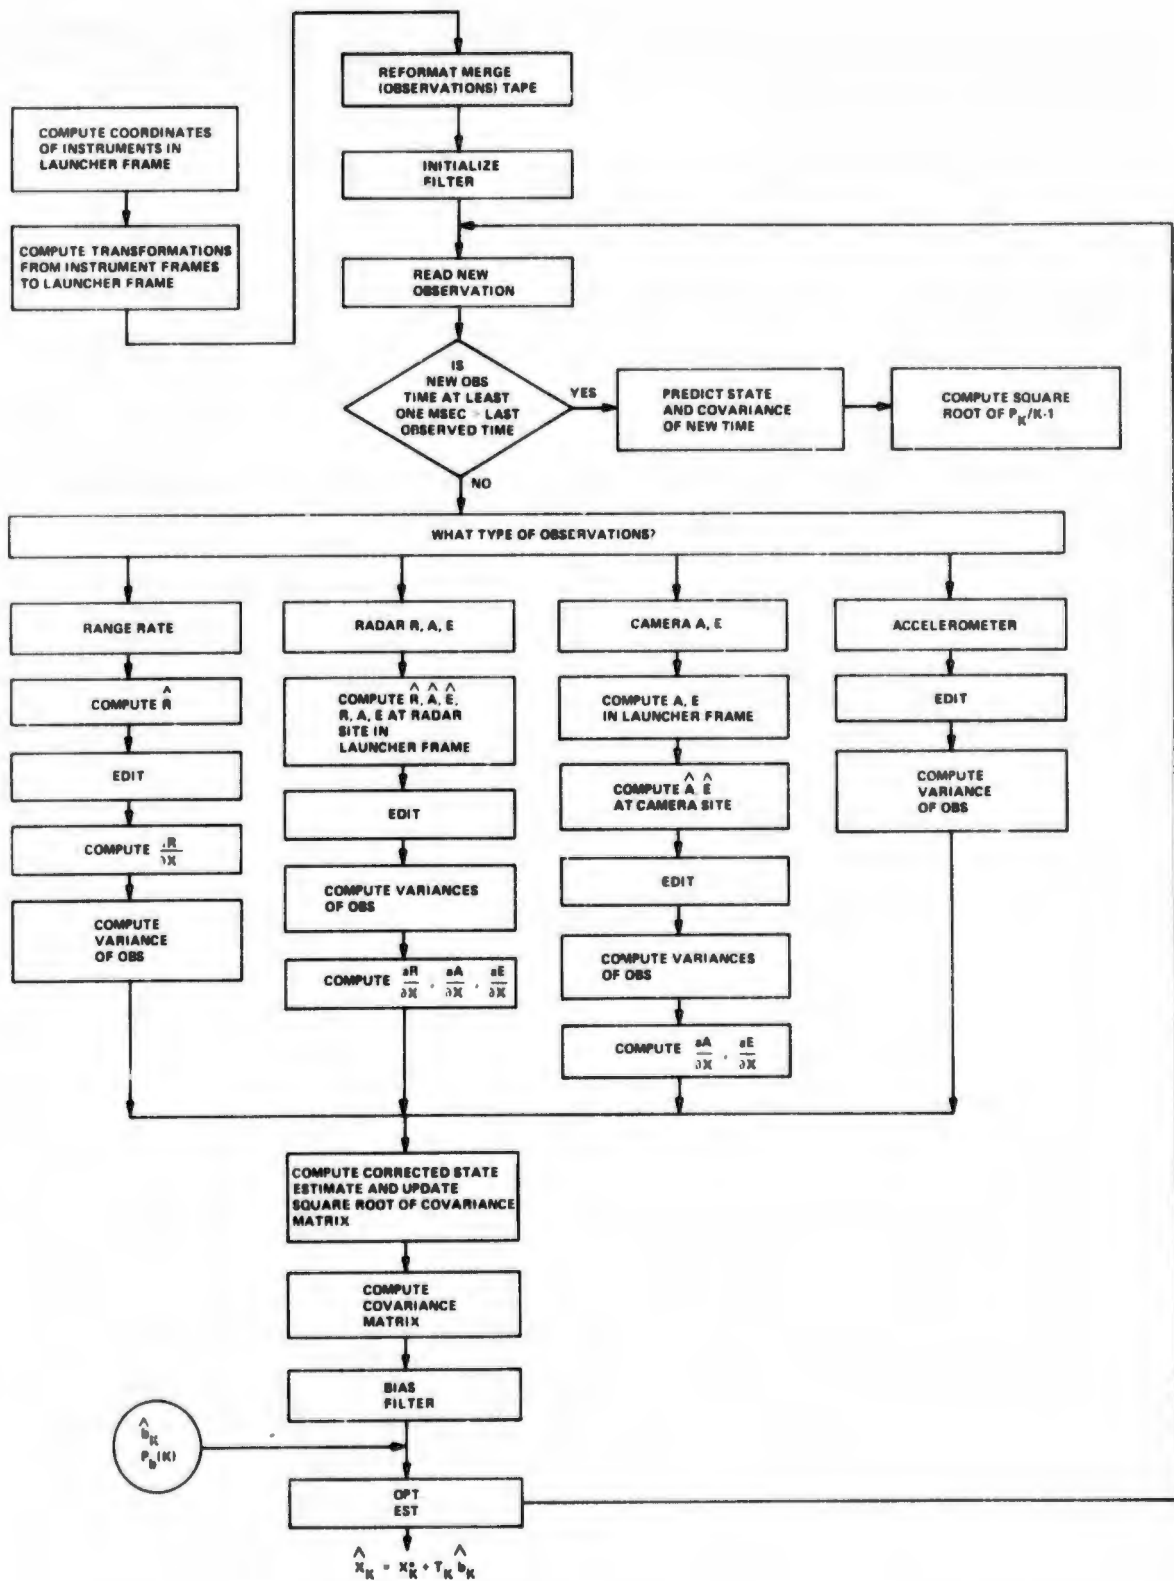 REFORMAT MERGE
(OBSERVATIONS) TAPE
COMPUTE COORDINATES
OF INSTRUMENTS IN
LAUNCHER FRAME
INITIALIZE
FILTER
COMPUTE TRANSFORMATIONS
FROM INSTRUMENT FRAMES
TO LAUNCHER FRAME
READ NEW
OBSERVATION
IS
NEW OBS
TIME AT LEAST
ONE MSEC > LAST
OBSERVED TIME
YES
PREDICT STATE
AND COVARIANCE
OF NEW TIME
COMPUTE SQUARE
ROOT OF P_K/K-1
NO
WHAT TYPE OF OBSERVATIONS?
RANGE RATE
COMPUTE R̂
EDIT
COMPUTE ∂R/∂X
COMPUTE
VARIANCE
OF OBS
RADAR R, A, E
COMPUTE R̂, Â, Ê,
R, A, E AT RADAR
SITE IN
LAUNCHER FRAME
EDIT
COMPUTE VARIANCES
OF OBS
COMPUTE ∂R/∂X , ∂A/∂X , ∂E/∂X
CAMERA A, E
COMPUTE A, E
IN LAUNCHER FRAME
COMPUTE Â, Ê
AT CAMERA SITE
EDIT
COMPUTE VARIANCES
OF OBS
COMPUTE ∂A/∂X , ∂E/∂X
ACCELEROMETER
EDIT
COMPUTE
VARIANCE
OF OBS
COMPUTE CORRECTED STATE
ESTIMATE AND UPDATE
SQUARE ROOT OF COVARIANCE
MATRIX
COMPUTE
COVARIANCE
MATRIX
BIAS
FILTER
b̂_K
P_b(K)
OPT
EST
X̂_K = X*_K + T_K b̂_K